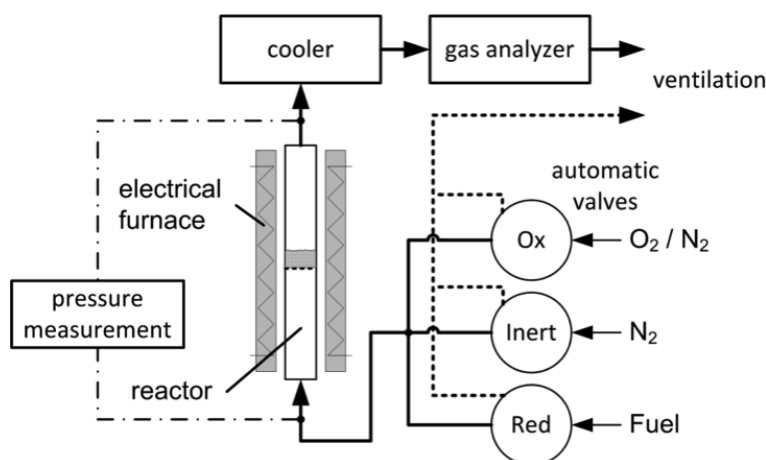 cooler
gas analyzer
ventilation
electrical
furnace
automatic
valves
Ox
O₂ / N₂
pressure
measurement
Inert
N₂
reactor
Red
Fuel